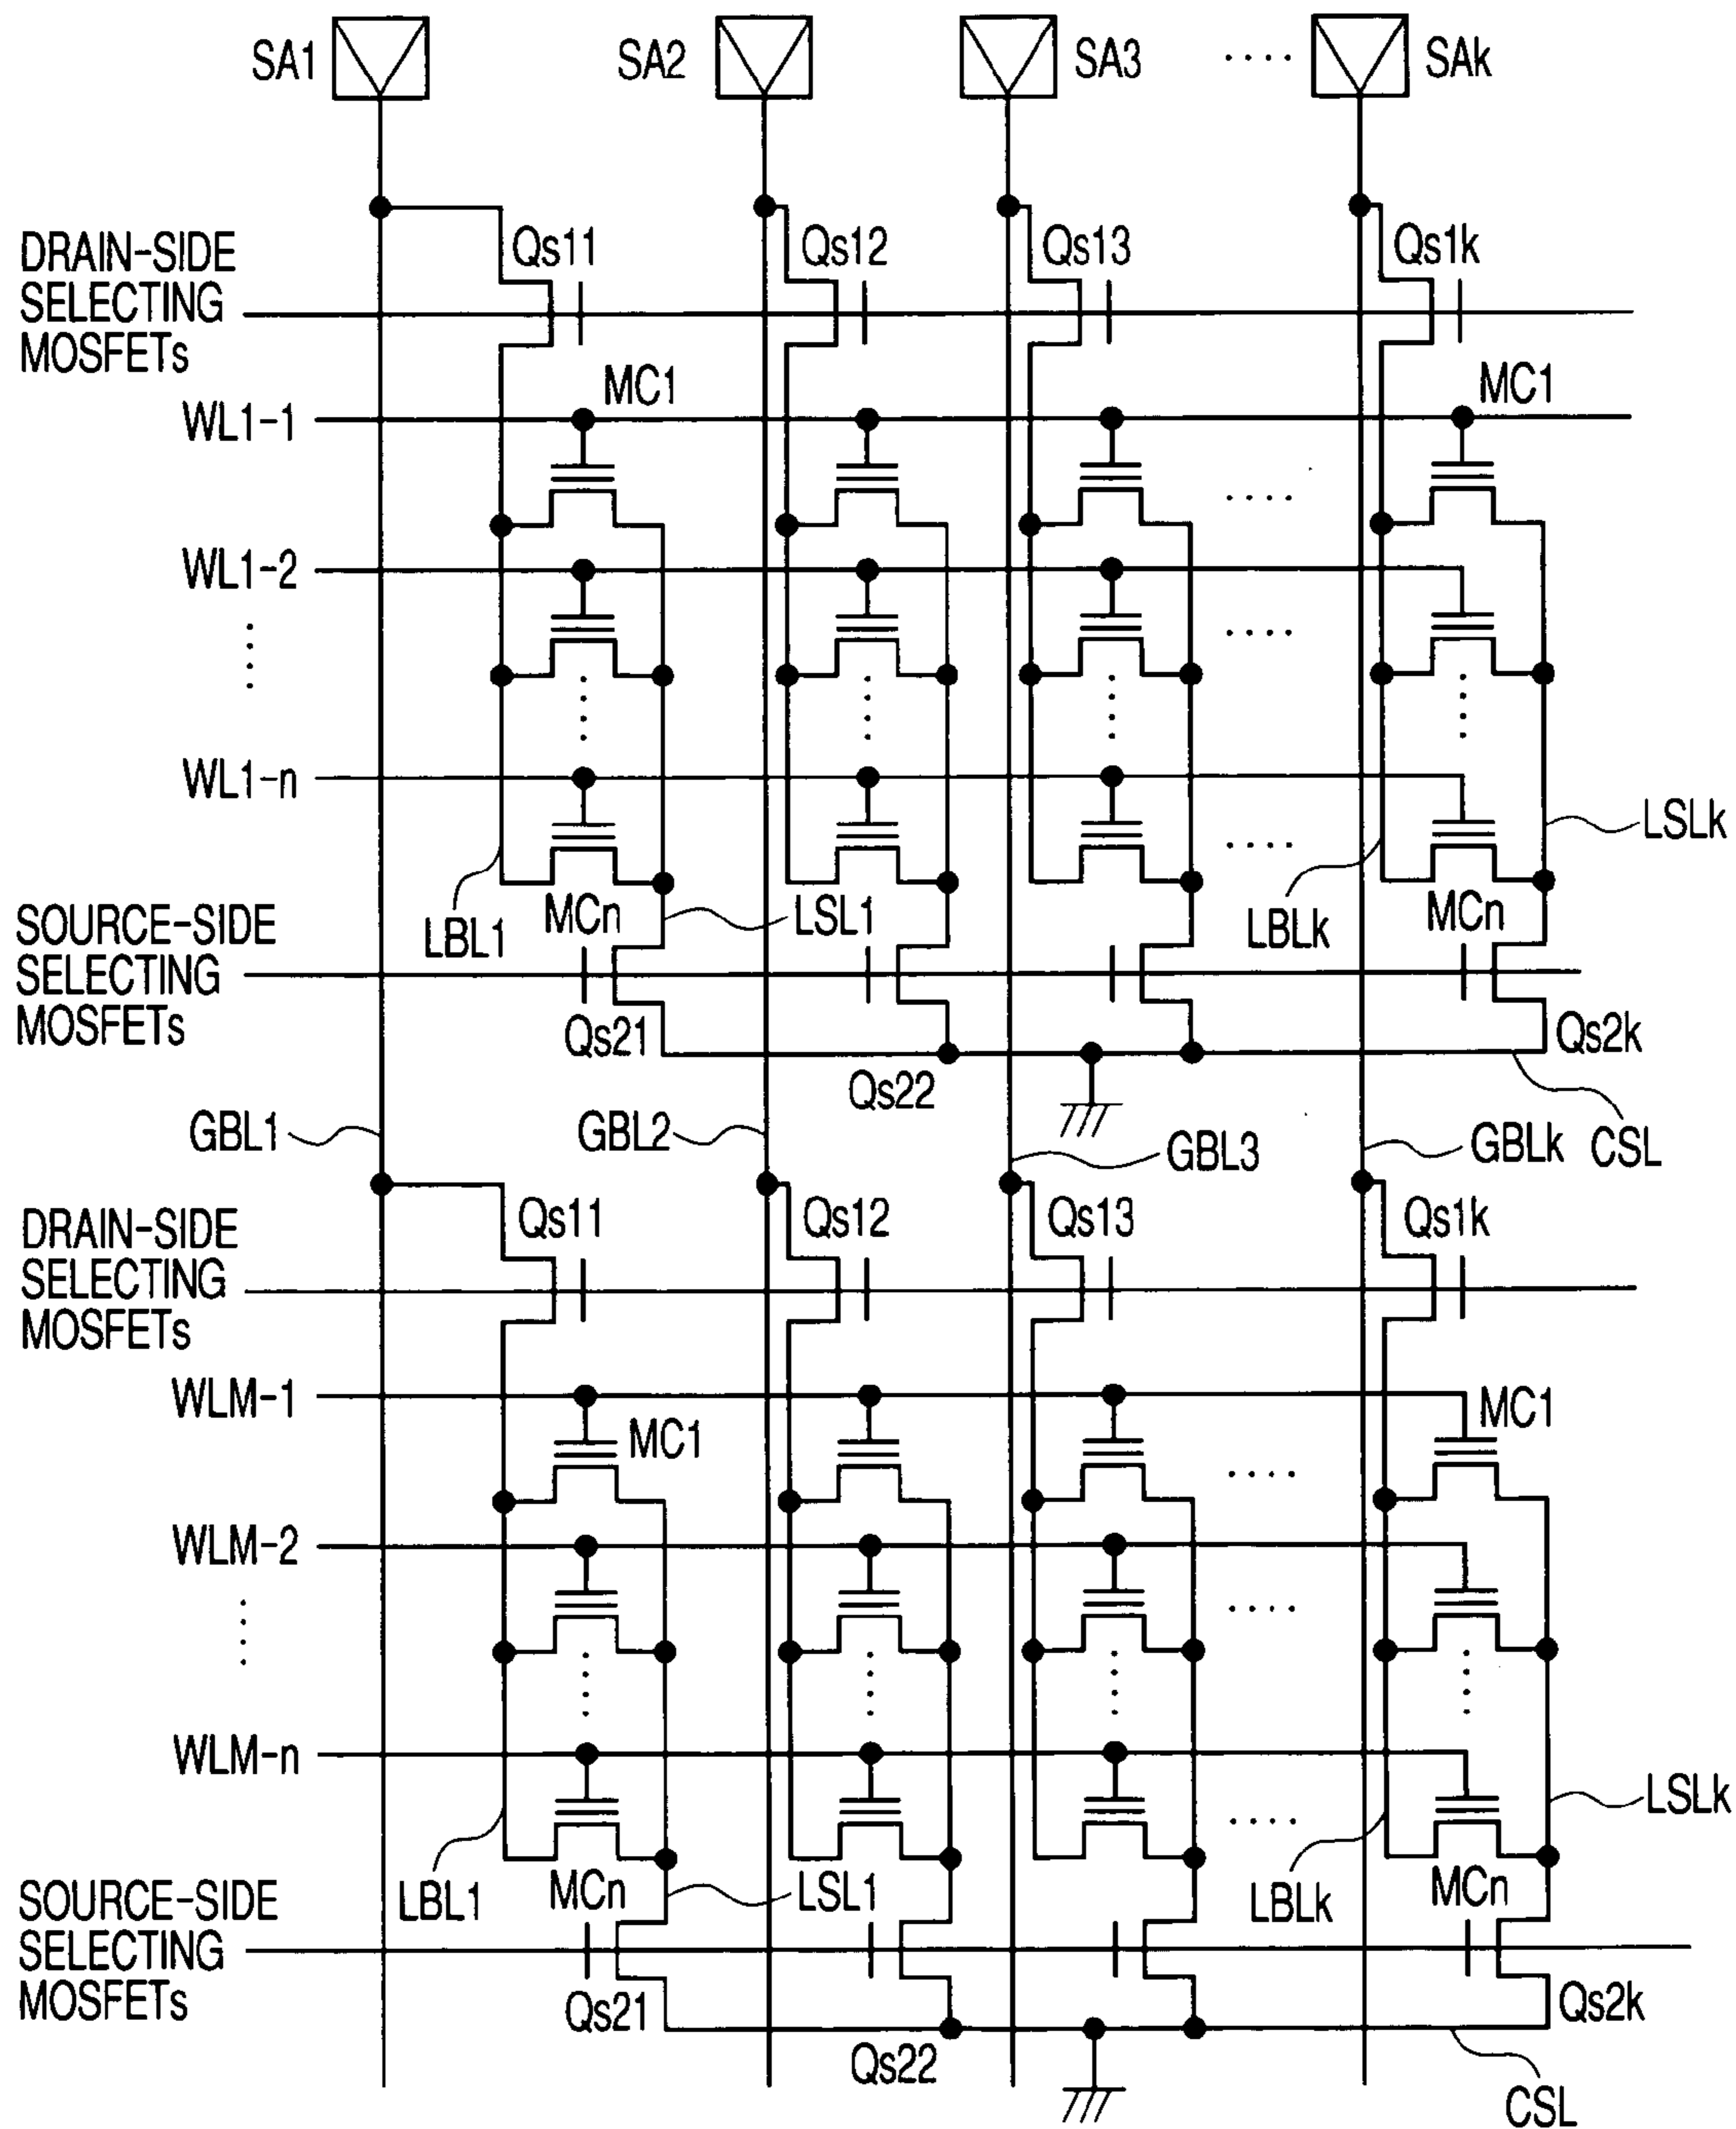 SA1 SA2 SA3 .... SAk
Qs11 Qs12 Qs13 Qs1k
DRAIN-SIDE
SELECTING
MOSFETs
MC1 MC1
WL1-1
....
WL1-2
....
WL1-n
LSLk
....
LBL1 MCn LSL1 LBLk MCn
SOURCE-SIDE
SELECTING
MOSFETs
Qs21 Qs2k
Qs22
GBL1 GBL2 GBL3 GBLk CSL
Qs11 Qs12 Qs13 Qs1k
DRAIN-SIDE
SELECTING
MOSFETs
WLM-1
MC1 MC1
....
WLM-2
....
WLM-n
LSLk
....
LBL1 MCn LSL1 LBLk MCn
SOURCE-SIDE
SELECTING
MOSFETs
Qs21 Qs2k
Qs22
CSL